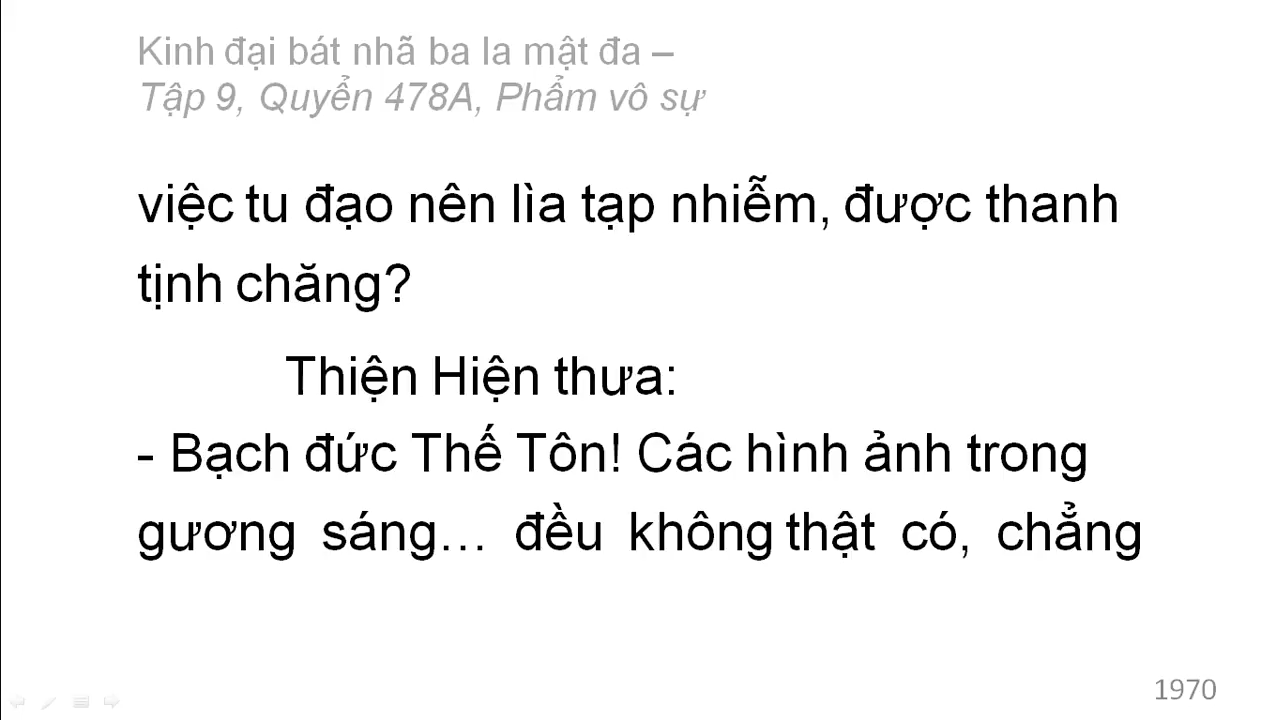 Kinh đại bát nhã ba la mật đa –
Tập 9, Quyển 478A, Phẩm vô sự
việc tu đạo nên lìa tạp nhiễm, được thanh
tịnh chăng?
Thiện Hiện thưa:
- Bạch đức Thế Tôn! Các hình ảnh trong
gương sáng... đều không thật có, chẳng
1970